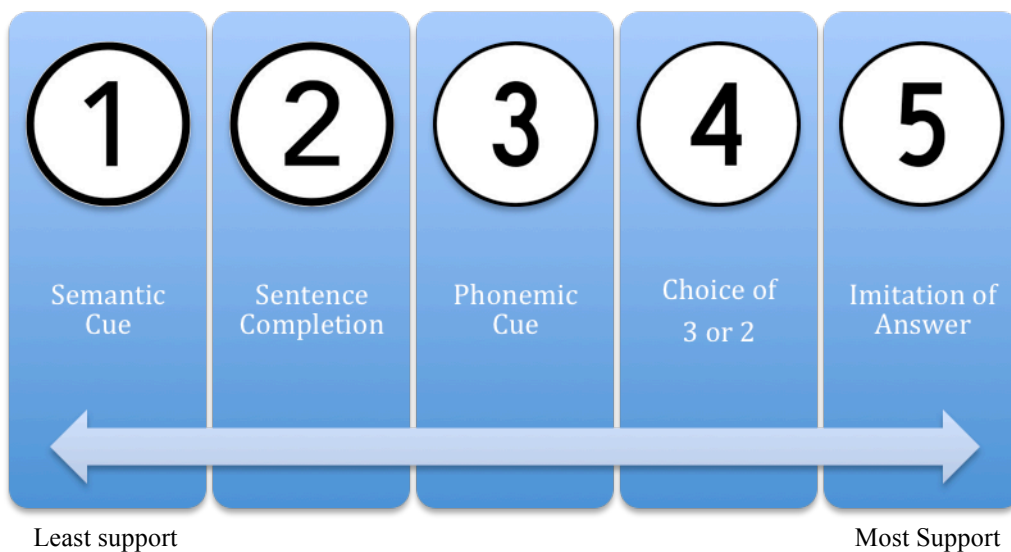 1
2
3
4
5
Semantic
Cue
Sentence
Completion
Phonemic
Cue
Choice of
3 or 2
Imitation of
Answer
Least support
Most Support